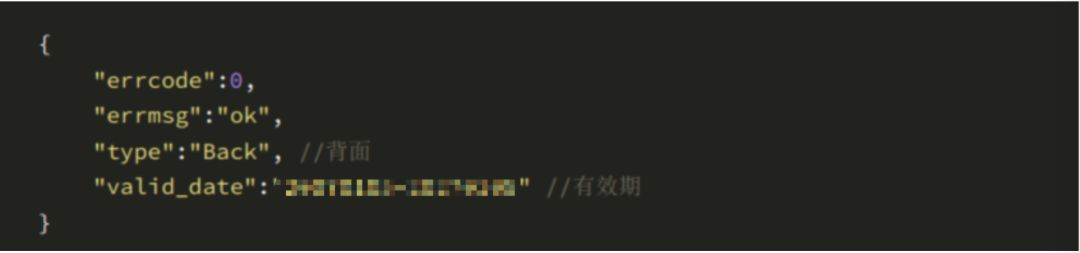 {
"errcode":0,
"errmsg":"ok",
"type":"Back", //背面
"valid_date":"" //有效期
}